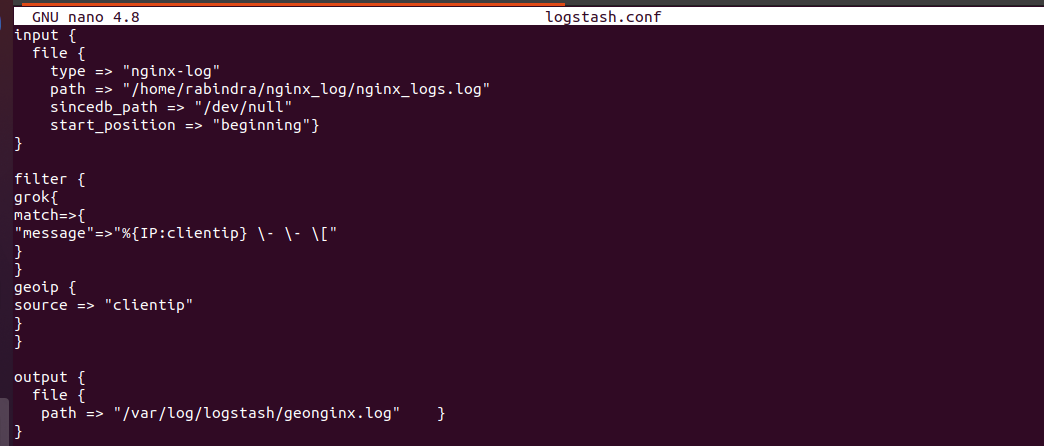 GNU nano 4.8 logstash.conf
input {
  file {
    type => "nginx-log"
    path => "/home/rabindra/nginx_log/nginx_logs.log"
    sincedb_path => "/dev/null"
    start_position => "beginning"}
}
filter {
grok{
match=>{
"message"=>"%{IP:clientip} \- \- \["
}
}
geoip {
source => "clientip"
}
}
output {
  file {
   path => "/var/log/logstash/geonginx.log"    }
}